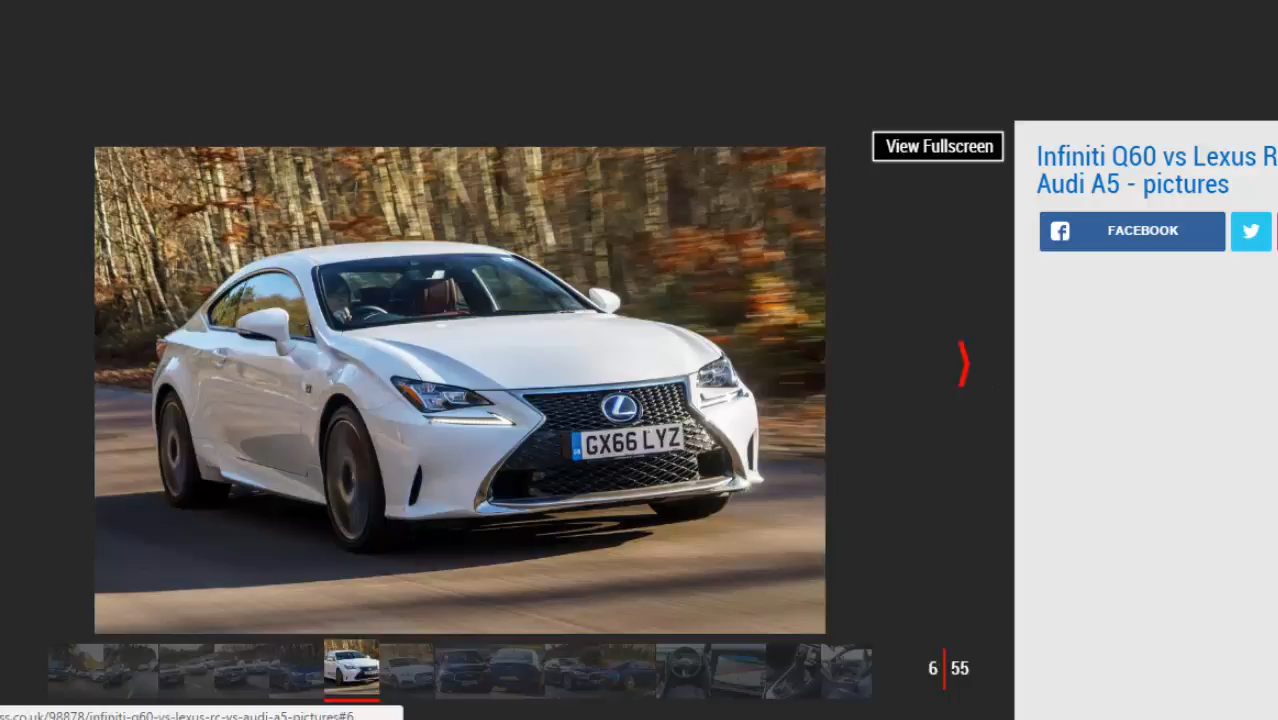 View Fullscreen
Infiniti Q60 vs Lexus R
Audi A5 - pictures
FACEBOOK
GX66 LYZ
6 55
ss.co.uk/98878/infiniti-q60-vs-lexus-rc-vs-audi-a5-pictures#6